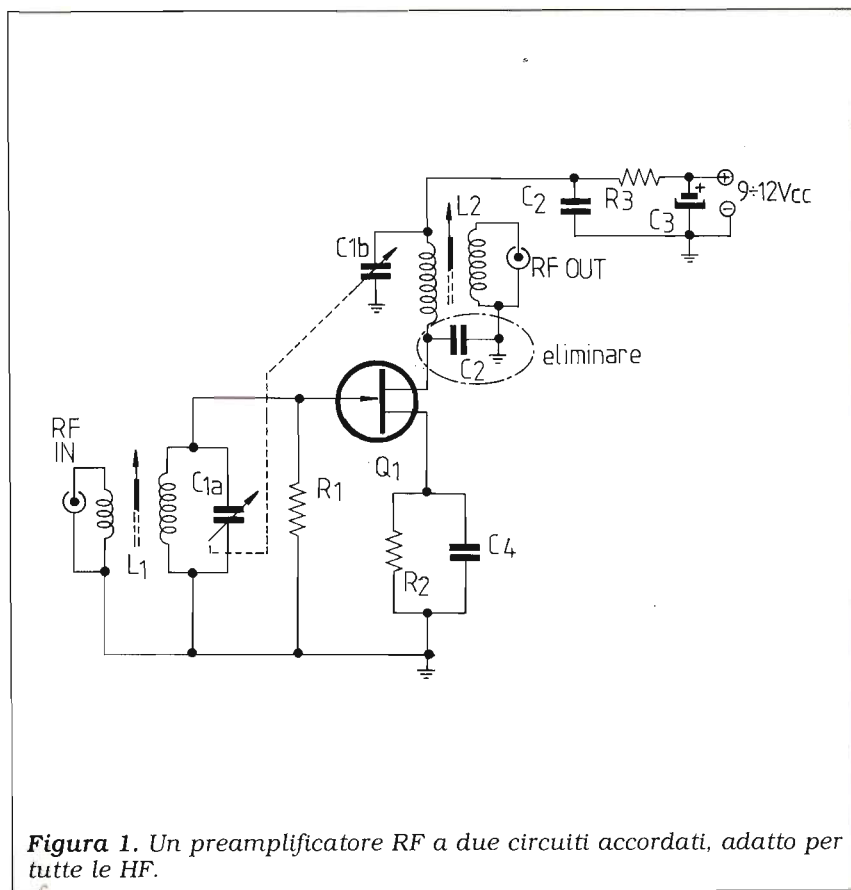 C2
R3
C3
+
+
−
9÷12Vcc
C1b
L2
RF OUT
C2
eliminare
RF
IN
L1
C1a
R1
Q1
R2
C4
Figura 1. Un preamplificatore RF a due circuiti accordati, adatto per
tutte le HF.